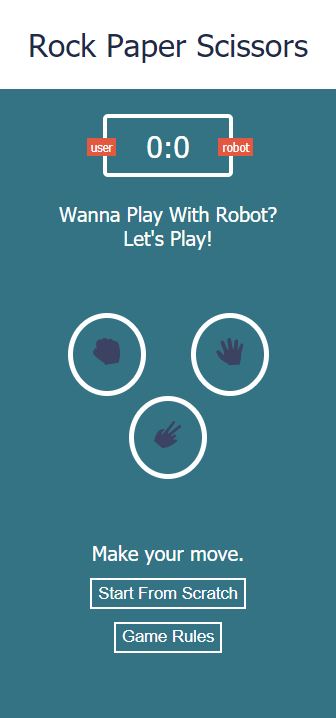 Rock Paper Scissors
user
0:0
robot
Wanna Play With Robot?
Let's Play!
Make your move.
Start From Scratch
Game Rules